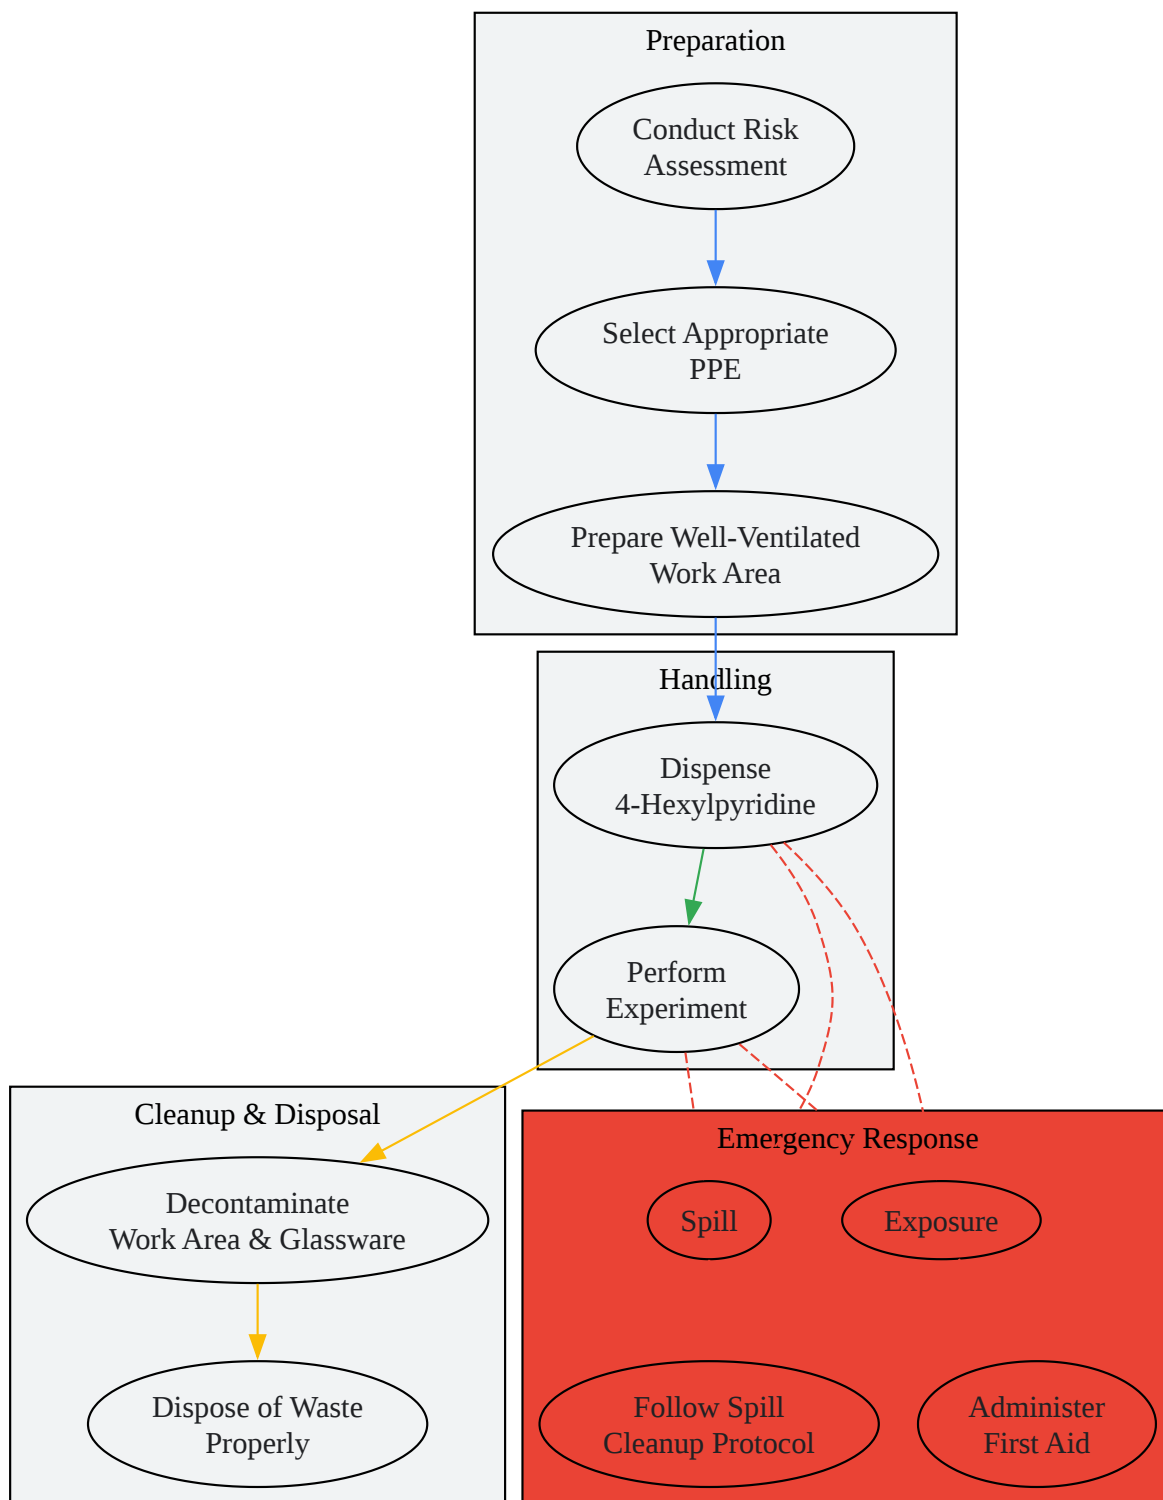 Preparation
Conduct Risk
Assessment
Select Appropriate
PPE
Prepare Well-Ventilated
Work Area
Handling
Dispense
4-Hexylpyridine
Perform
Experiment
Cleanup & Disposal
Decontaminate
Work Area & Glassware
Dispose of Waste
Properly
Emergency Response
Spill
Exposure
Follow Spill
Cleanup Protocol
Administer
First Aid